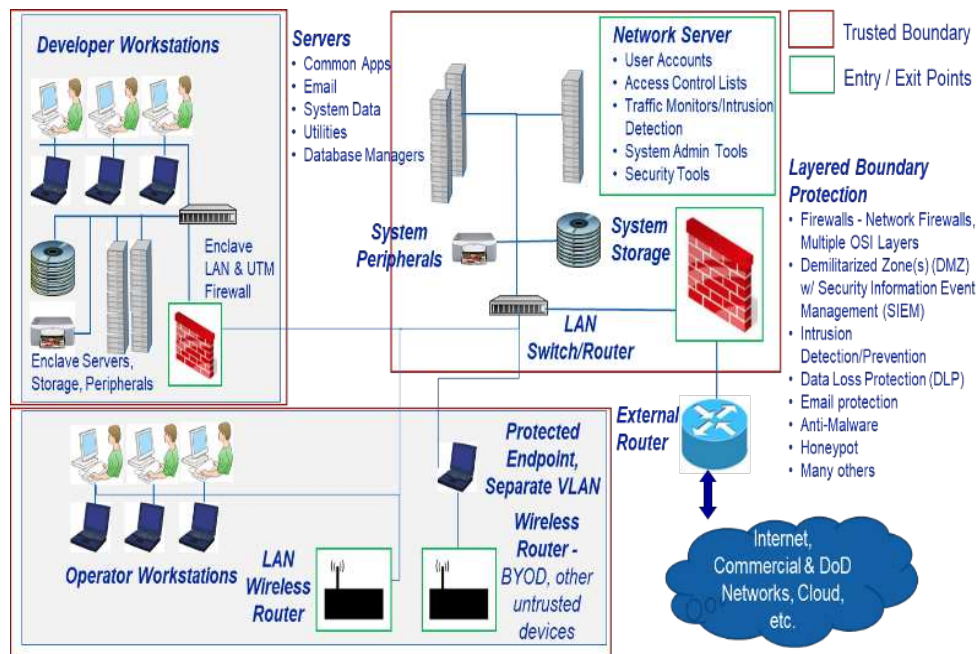 Developer Workstations
Enclave
LAN & UTM
Firewall
Enclave Servers,
Storage, Peripherals
Servers
• Common Apps
• Email
• System Data
• Utilities
• Database Managers
Network Server
• User Accounts
• Access Control Lists
• Traffic Monitors/Intrusion
Detection
• System Admin Tools
• Security Tools
System
Peripherals
System
Storage
LAN
Switch/Router
Trusted Boundary
Entry / Exit Points
Layered Boundary
Protection
• Firewalls - Network Firewalls,
Multiple OSI Layers
• Demilitarized Zone(s) (DMZ)
w/ Security Information Event
Management (SIEM)
• Intrusion
Detection/Prevention
• Data Loss Protection (DLP)
• Email protection
• Anti-Malware
• Honeypot
• Many others
External
Router
Operator Workstations
LAN
Wireless
Router
Protected
Endpoint,
Separate VLAN
Wireless
Router -
BYOD, other
untrusted
devices
Internet,
Commercial & DoD
Networks, Cloud,
etc.